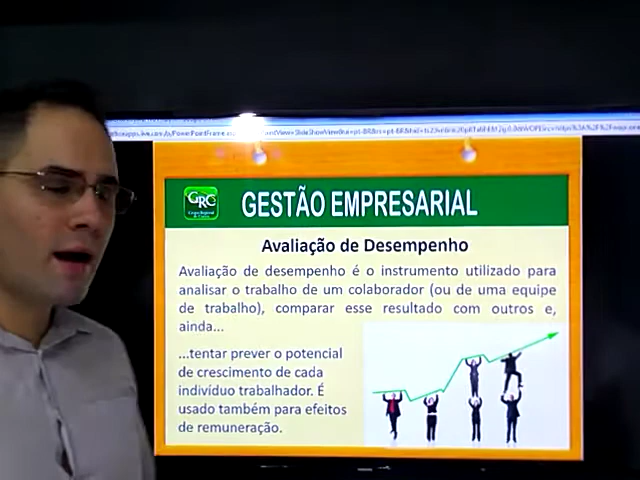 GRC
GESTÃO EMPRESARIAL
Avaliação de Desempenho
Avaliação de desempenho é o instrumento utilizado para
analisar o trabalho de um colaborador (ou de uma equipe
de trabalho), comparar esse resultado com outros e,
ainda...
...tentar prever o potencial
de crescimento de cada
indivíduo trabalhador. É
usado também para efeitos
de remuneração.